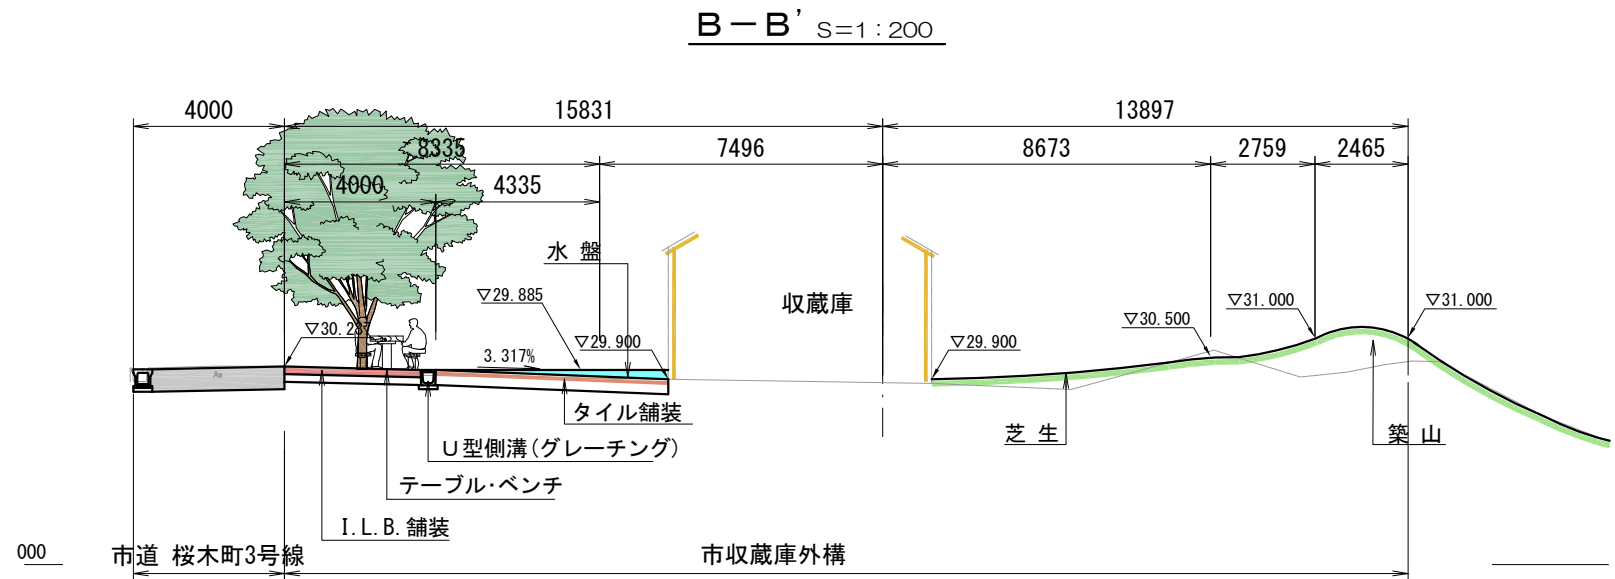 B－B' S=1：200
4000 15831 13897
8335 7496 8673 2759 2465
4000 4335
水 盤
収蔵庫
▽29.885
▽31.000
▽31.000
▽30.500
▽29.900
▽29.900
3.317%
As
タイル舗装
芝 生
築 山
U型側溝(グレーチング)
テーブル・ベンチ
I.L.B.舗装
000
市道 桜木町3号線
市収蔵庫外構